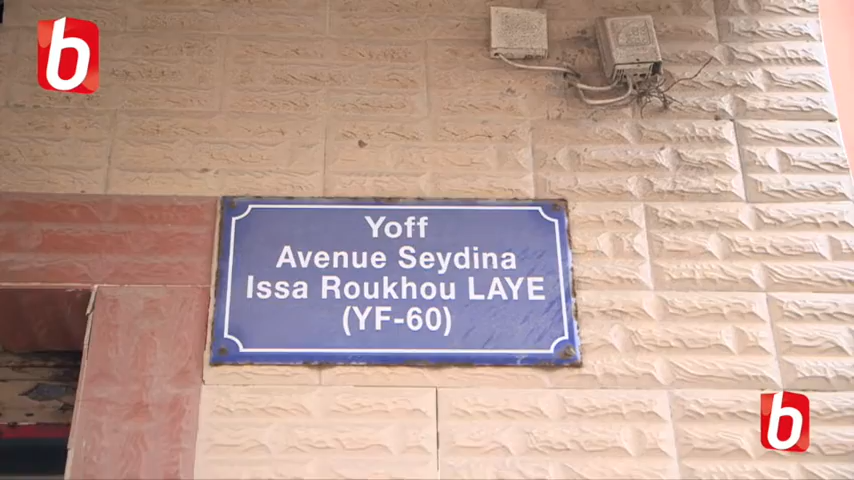 b
Yoff
Avenue Seydina
Issa Roukhou LAYE
(YF-60)
b